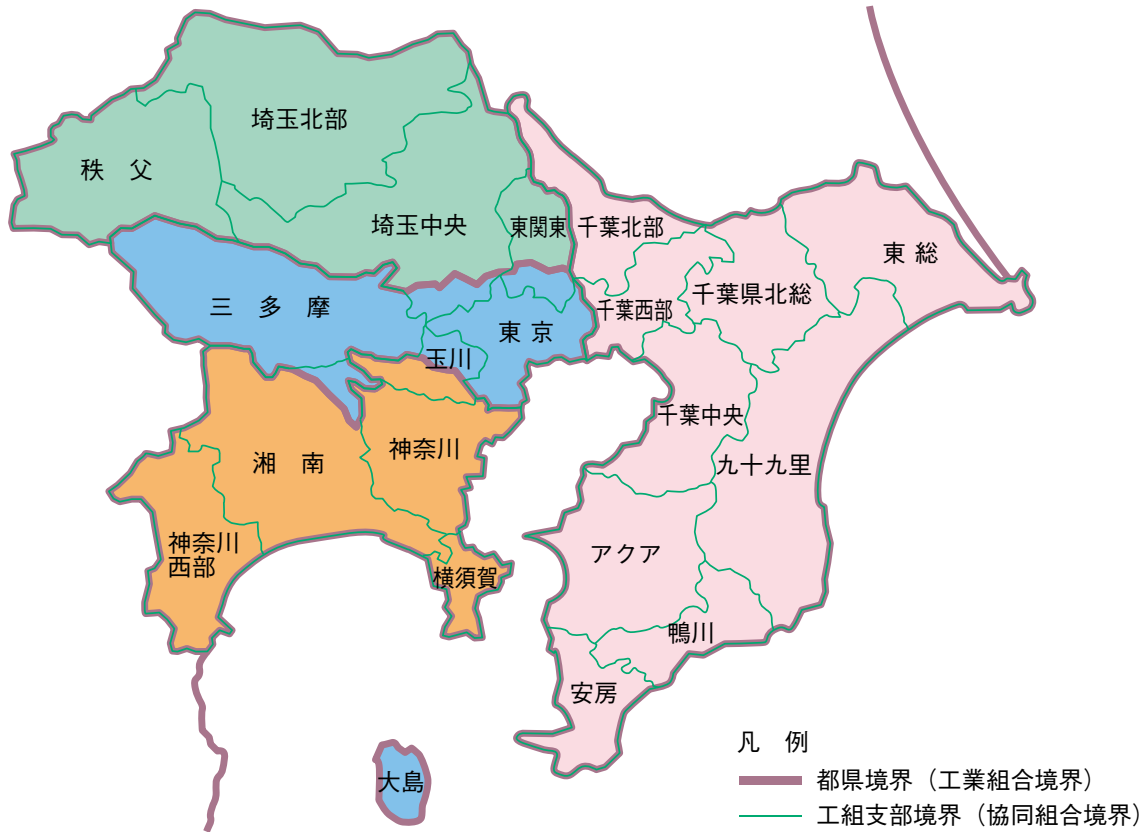 埼玉北部
秩　父
埼玉中央
東関東
千葉北部
東 総
三　多　摩
千葉県北総
千葉西部
東 京
玉川
千葉中央
神奈川
湘　南
九十九里
神奈川
西部
アクア
横須賀
鴨川
安房
大島
凡　例
都県境界（工業組合境界）
工組支部境界（協同組合境界）